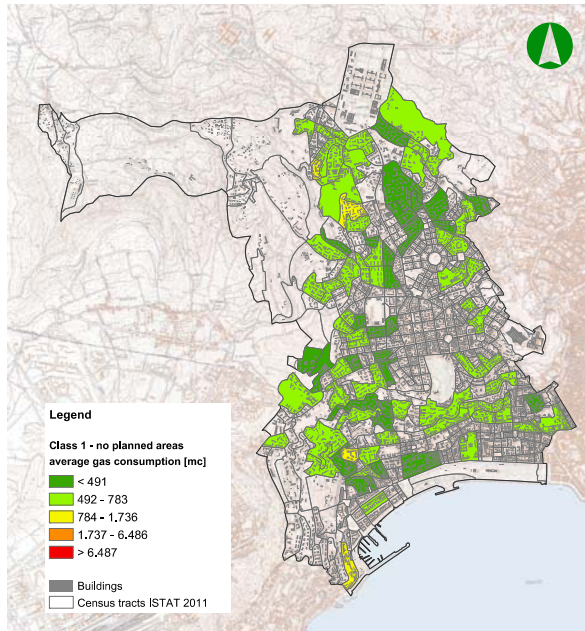 Legend
Class 1 - no planned areas
average gas consumption [mc]
< 491
492 - 783
784 - 1.736
1.737 - 6.486
> 6.487
Buildings
Census tracts ISTAT 2011